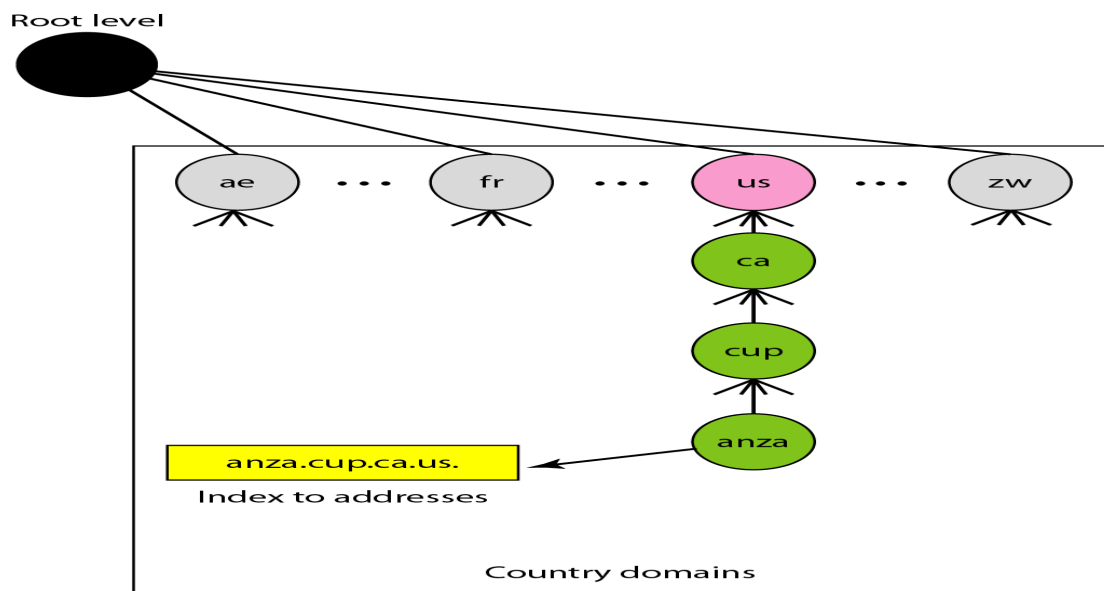 Root level
ae ... fr ... us ... zw
ca
cup
anza
anza.cup.ca.us.
Index to addresses
Country domains